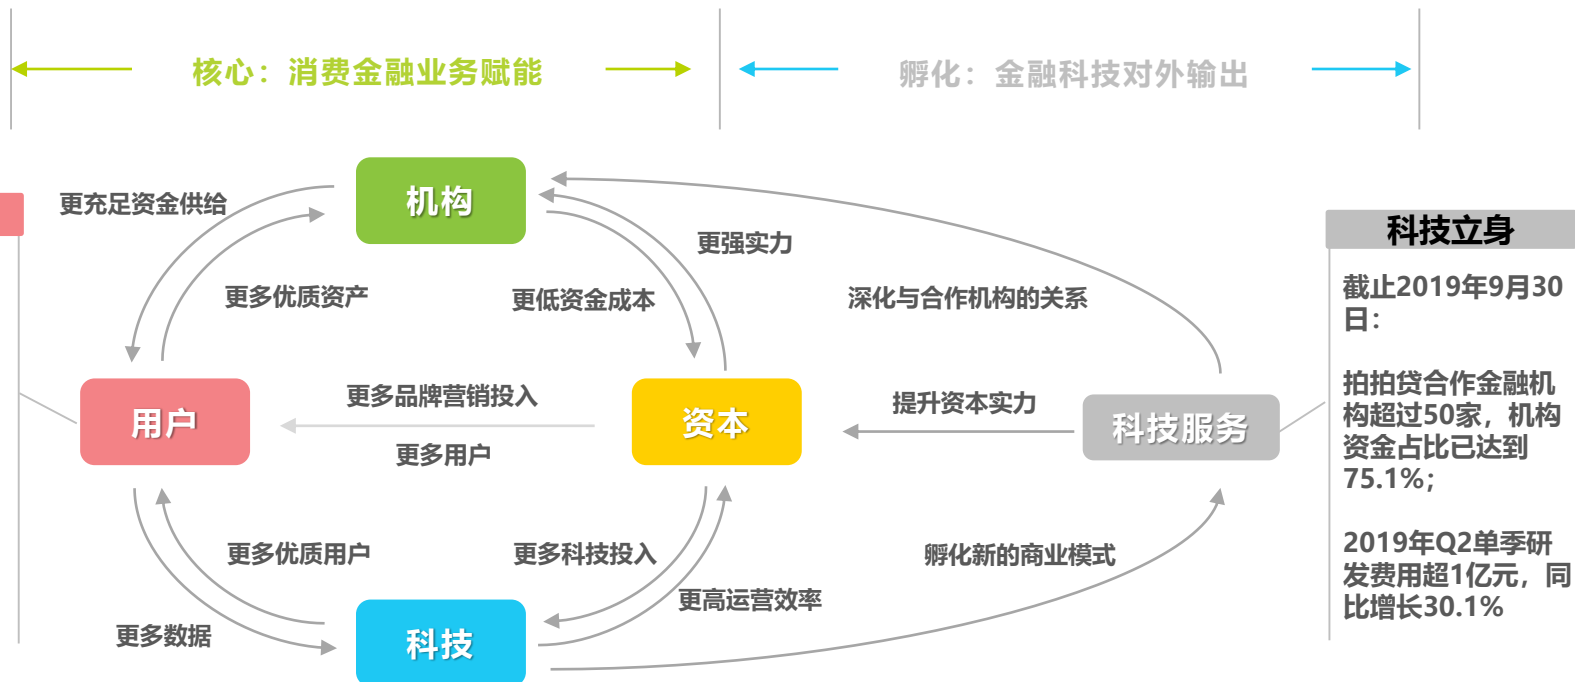 核心：消费金融业务赋能
孵化：金融科技对外输出
机构
更充足资金供给
更强实力
更多优质资产
更低资金成本
深化与合作机构的关系
用户
更多品牌营销投入
更多用户
资本
提升资本实力
科技服务
更多优质用户
更多科技投入
孵化新的商业模式
更高运营效率
更多数据
科技
科技立身
截止2019年9月30
日：
拍拍贷合作金融机
构超过50家，机构
资金占比已达到
75.1%；
2019年Q2单季研
发费用超1亿元，同
比增长30.1%